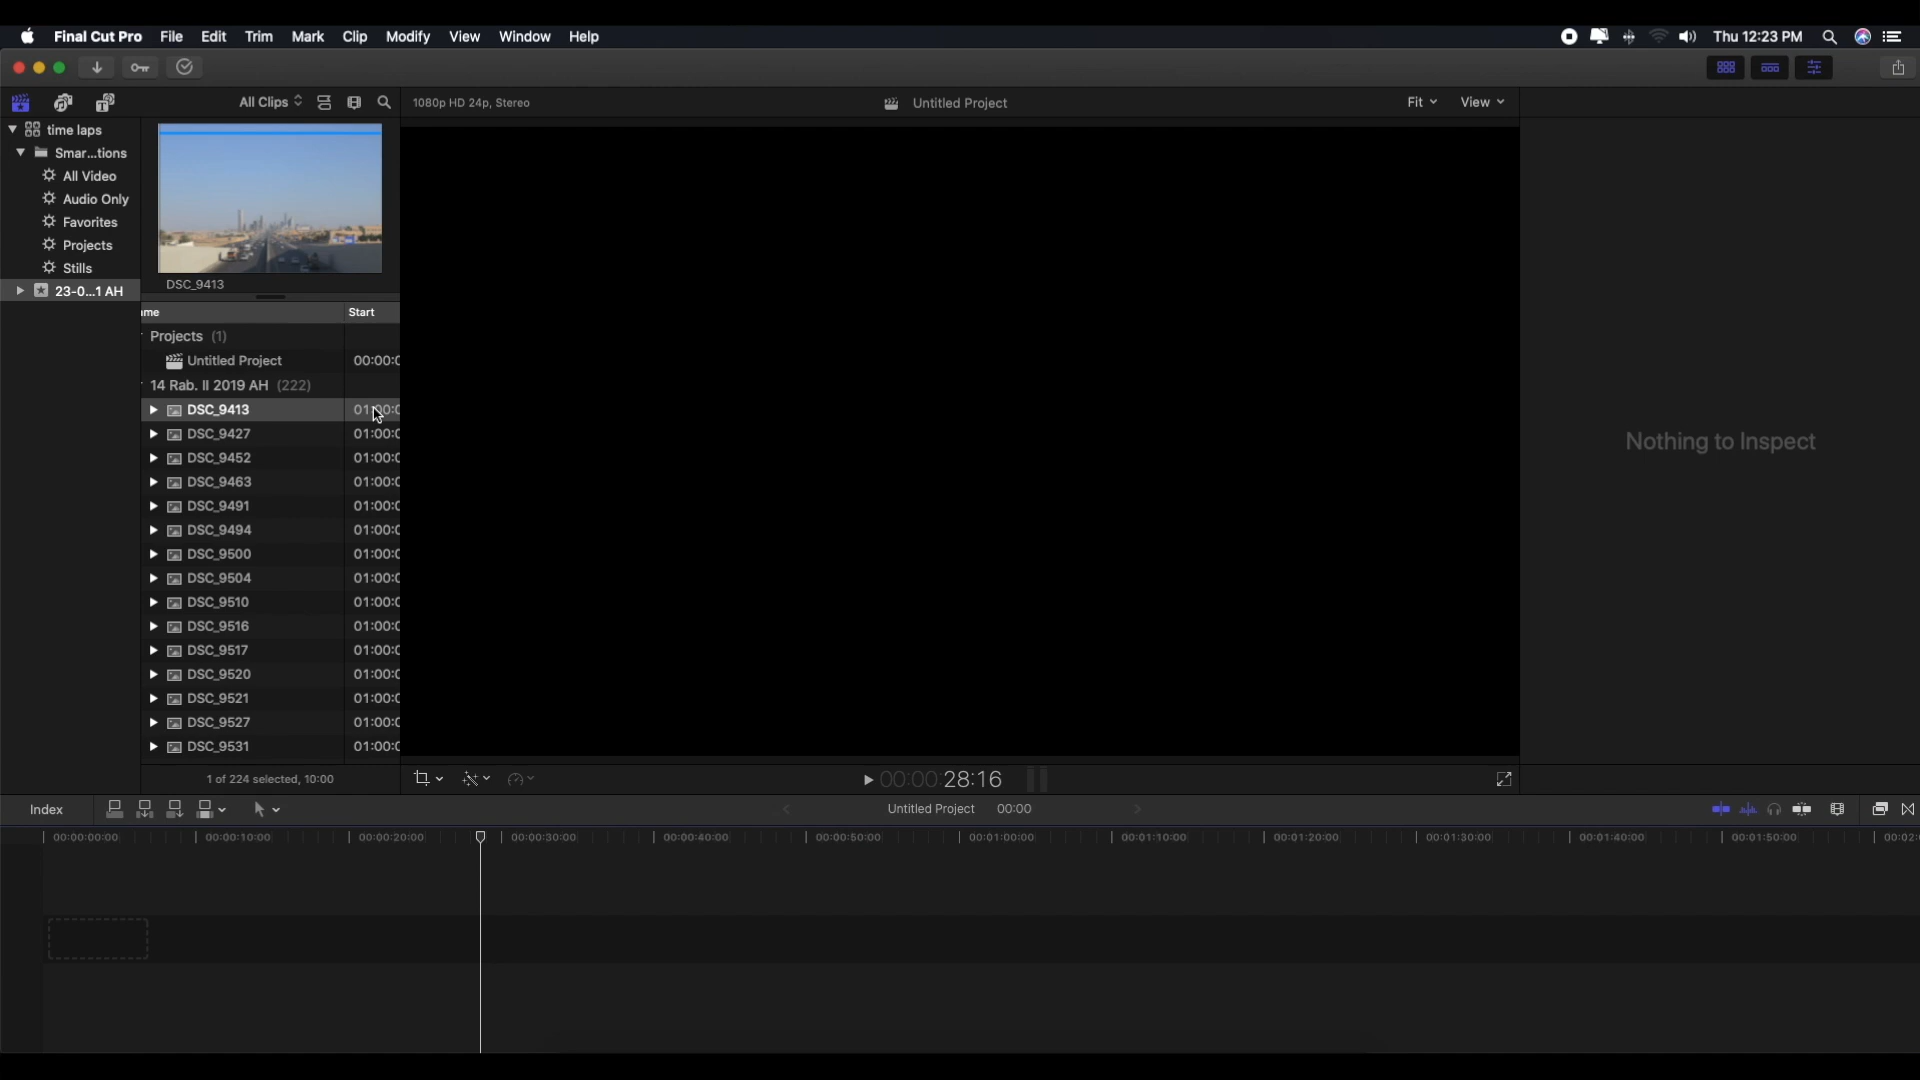 Final Cut Pro File Edit Trim Mark Clip Modify View Window Help Thu 12:23 PM
All Clips 1080p HD 24p, Stereo Untitled Project Fit View
time laps
Smar...tions
All Video
Audio Only
Favorites
Projects
Stills
23-0...1 AH
DSC_9413
ame Start
Projects (1)
Untitled Project 00:00:0
14 Rab. II 2019 AH (222)
DSC_9413 01:00:0
DSC_9427 01:00:0
DSC_9452 01:00:0
DSC_9463 01:00:0
DSC_9491 01:00:0
DSC_9494 01:00:0
DSC_9500 01:00:0
DSC_9504 01:00:0
DSC_9510 01:00:0
DSC_9516 01:00:0
DSC_9517 01:00:0
DSC_9520 01:00:0
DSC_9521 01:00:0
DSC_9527 01:00:0
DSC_9531 01:00:0
1 of 224 selected, 10:00
Nothing to Inspect
00:00:28:16
Index Untitled Project 00:00
00:00:00:00 00:00:10:00 00:00:20:00 00:00:30:00 00:00:40:00 00:00:50:00 00:01:00:00 00:01:10:00 00:01:20:00 00:01:30:00 00:01:40:00 00:01:50:00 00:02: